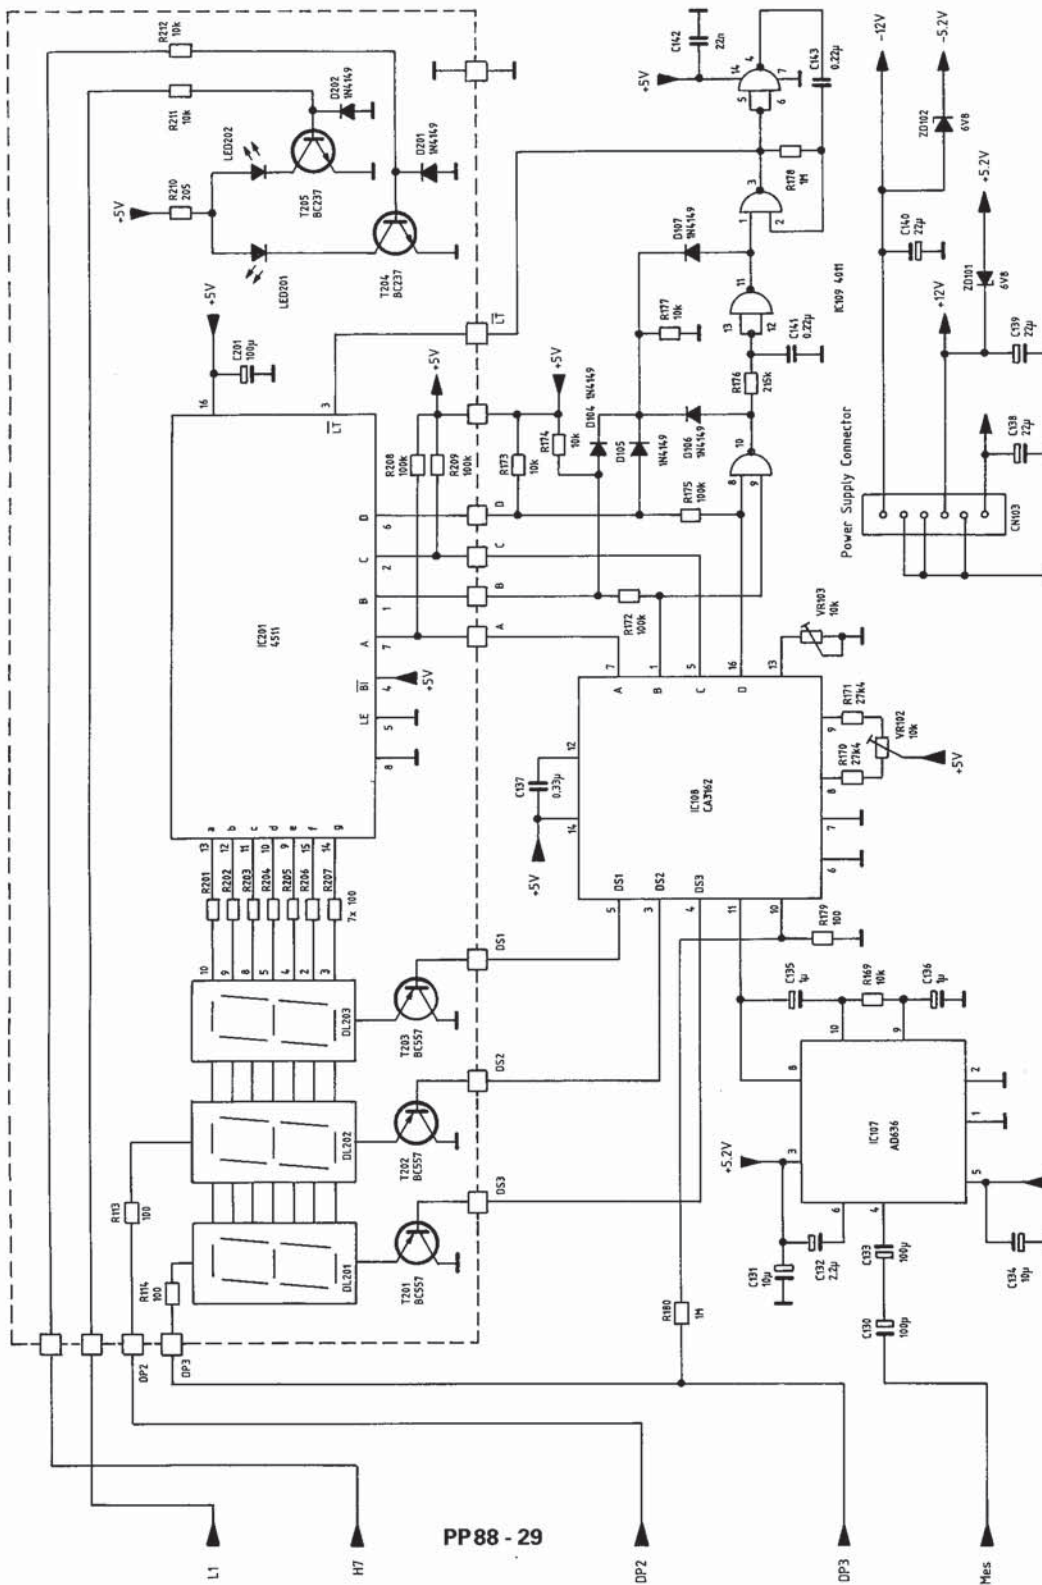 R212
10k
R211
10k
D202
1N4149
LED202
T205
BC237
D201
1N4149
R210
205
+5V
T204
BC237
LED201
+5V
C201
100µ
16
3
LT
LT
IC201
4511
D
6
C
2
B
1
A
7
BI
4
+5V
LE
5
8
a
b
c
d
e
f
g
13
12
11
10
9
15
14
R201
R202
R203
R204
R205
R206
R207
7x 100
10
9
8
5
4
2
3
DL203
DL202
DL201
T203
BC557
T202
BC557
T201
BC557
DS1
DS2
DS3
R113
100
R114
100
DP2
DP3
R208
100k
R209
100k
+5V
R173
10k
R174
10k
+5V
D
C
B
A
C142
22n
+5V
14
4
5
6
7
C143
0.22µ
R178
1M
3
1
2
D107
1N4149
R177
10k
11
13
12
IC109 4011
C141
0.22µ
R176
215k
D104 1N4149
D105
1N4149
D106
1N4149
10
8
9
R175
100k
R172
100k
-12V
-5.2V
ZD102
6V8
C140
22µ
+5.2V
+12V
ZD101
6V8
C139
22µ
C138
22µ
Power Supply Connector
CN103
VR103
10k
7
1
5
16
13
A
B
C
D
12
C137
0.33µ
14
+5V
IC108
CA3162
R171
27k4
9
VR102
10k
R170
27k4
8
+5V
7
6
DS1
DS2
DS3
5
3
4
11
10
R179
100
C135
1µ
R169
10k
C136
1µ
10
9
8
IC107
AD636
2
1
3
+5.2V
5
6
4
C131
10µ
C132
2.2µ
C133
100µ
C134
10µ
C130
100µ
R180
1M
L1
H7
DP2
DP3
Mes
PP88 - 29